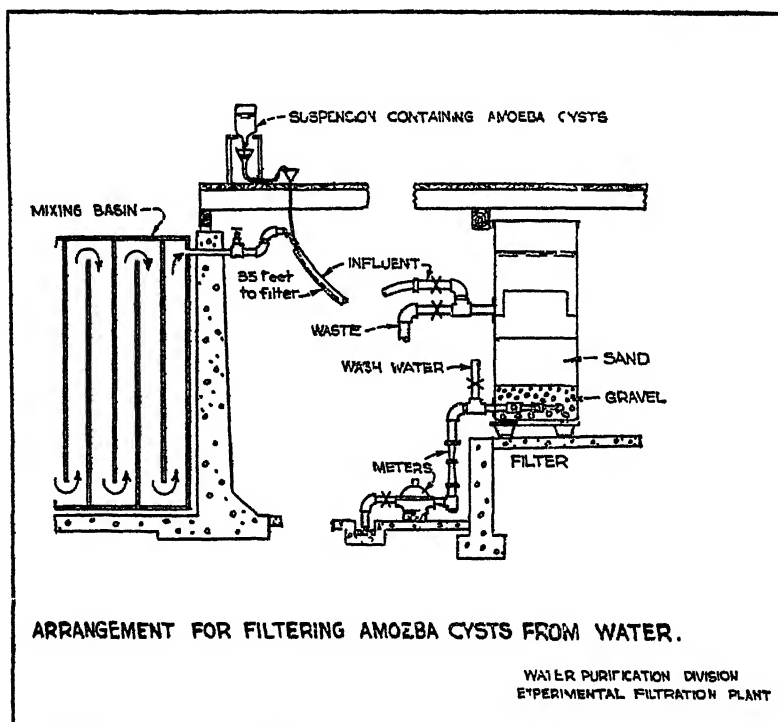 SUSPENSION CONTAINING AMOEBA CYSTS
MIXING BASIN
35 feet
to filter
INFLUENT
WASTE
WASH WATER
SAND
GRAVEL
METERS
FILTER
ARRANGEMENT FOR FILTERING AMOEBA CYSTS FROM WATER.
WATER PURIFICATION DIVISION
EXPERIMENTAL FILTRATION PLANT